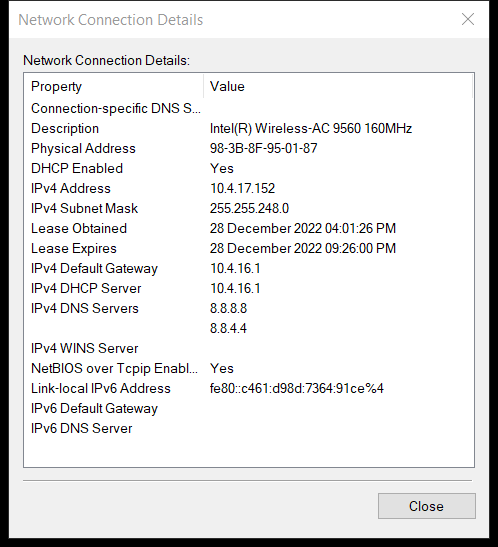 Network Connection Details
Network Connection Details:
Property Value
Connection-specific DNS S...
Description Intel(R) Wireless-AC 9560 160MHz
Physical Address 98-3B-8F-95-01-87
DHCP Enabled Yes
IPv4 Address 10.4.17.152
IPv4 Subnet Mask 255.255.248.0
Lease Obtained 28 December 2022 04:01:26 PM
Lease Expires 28 December 2022 09:26:00 PM
IPv4 Default Gateway 10.4.16.1
IPv4 DHCP Server 10.4.16.1
IPv4 DNS Servers 8.8.8.8
8.8.4.4
IPv4 WINS Server
NetBIOS over Tcpip Enabl... Yes
Link-local IPv6 Address fe80::c461:d98d:7364:91ce%4
IPv6 Default Gateway
IPv6 DNS Server
Close